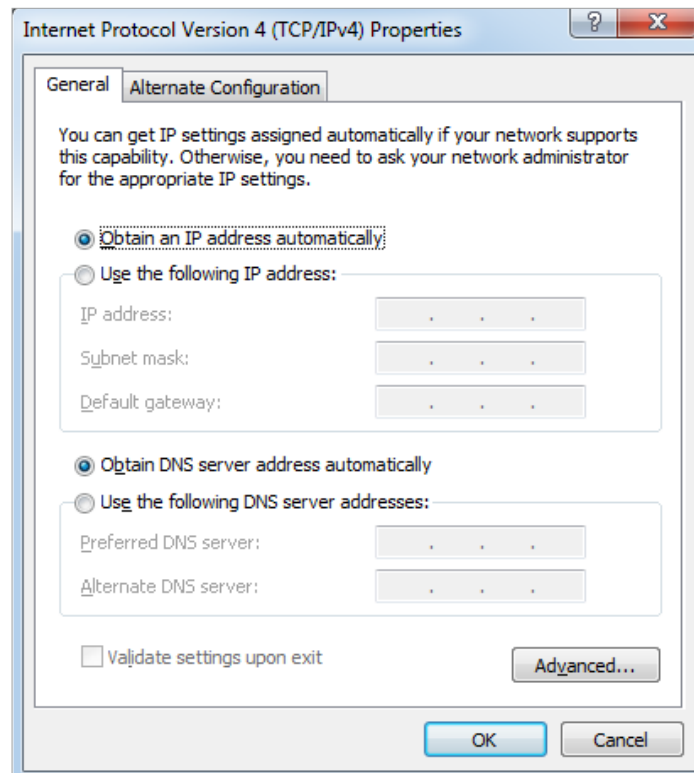 Internet Protocol Version 4 (TCP/IPv4) Properties
General
Alternate Configuration
You can get IP settings assigned automatically if your network supports
this capability. Otherwise, you need to ask your network administrator
for the appropriate IP settings.
Obtain an IP address automatically
Use the following IP address:
IP address:
Subnet mask:
Default gateway:
Obtain DNS server address automatically
Use the following DNS server addresses:
Preferred DNS server:
Alternate DNS server:
Validate settings upon exit
Advanced...
OK
Cancel